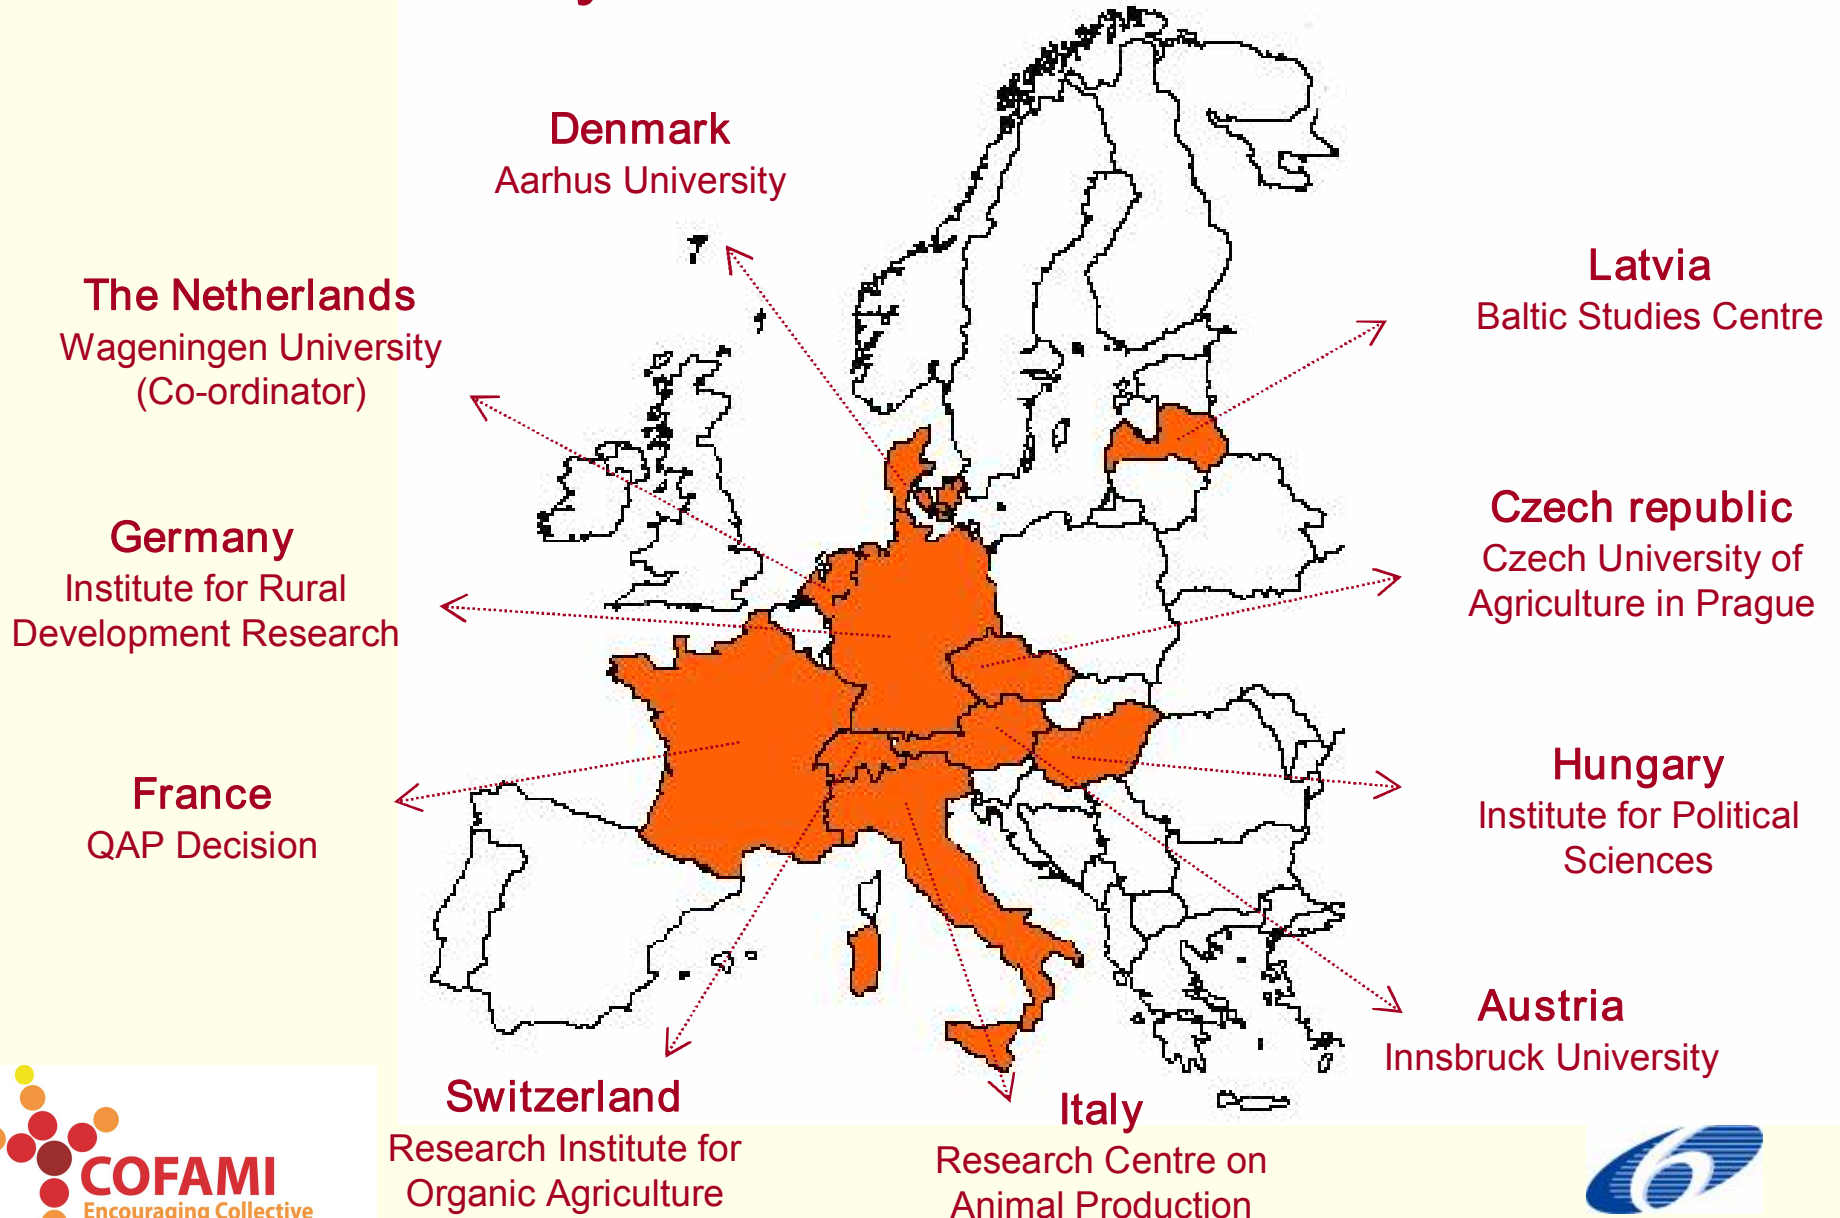 Denmark
Aarhus University
The Netherlands
Wageningen University
(Co-ordinator)
Latvia
Baltic Studies Centre
Germany
Institute for Rural
Development Research
Czech republic
Czech University of
Agriculture in Prague
France
QAP Decision
Hungary
Institute for Political
Sciences
Austria
Innsbruck University
Switzerland
Research Institute for
Organic Agriculture
Italy
Research Centre on
Animal Production
COFAMI
Encouraging Collective